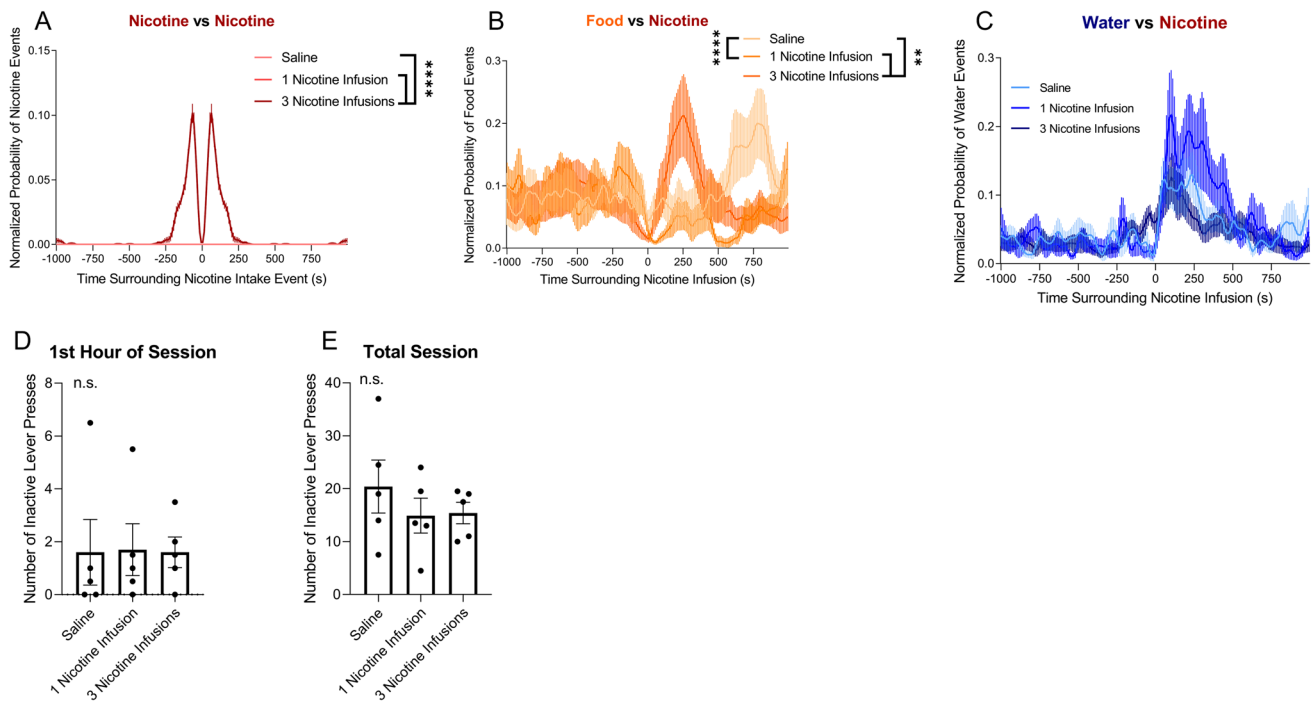 A
Nicotine vs Nicotine
Normalized Probability of Nicotine Events
0.15
0.10
0.05
0.00
Saline
1 Nicotine Infusion
3 Nicotine Infusions
****
-1000 -750 -500 -250 0 250 500 750
Time Surrounding Nicotine Intake Event (s)
B
Food vs Nicotine
Normalized Probability of Food Events
0.3
0.2
0.1
0.0
****
Saline
1 Nicotine Infusion
3 Nicotine Infusions
**
-1000 -750 -500 -250 0 250 500 750
Time Surrounding Nicotine Infusion (s)
C
Water vs Nicotine
Normalized Probability of Water Events
0.3
0.2
0.1
0.0
Saline
1 Nicotine Infusion
3 Nicotine Infusions
-1000 -750 -500 -250 0 250 500 750
Time Surrounding Nicotine Infusion (s)
D
1st Hour of Session
Number of Inactive Lever Presses
8
6
4
2
0
n.s.
Saline
1 Nicotine Infusion
3 Nicotine Infusions
E
Total Session
Number of Inactive Lever Presses
40
30
20
10
0
n.s.
Saline
1 Nicotine Infusion
3 Nicotine Infusions